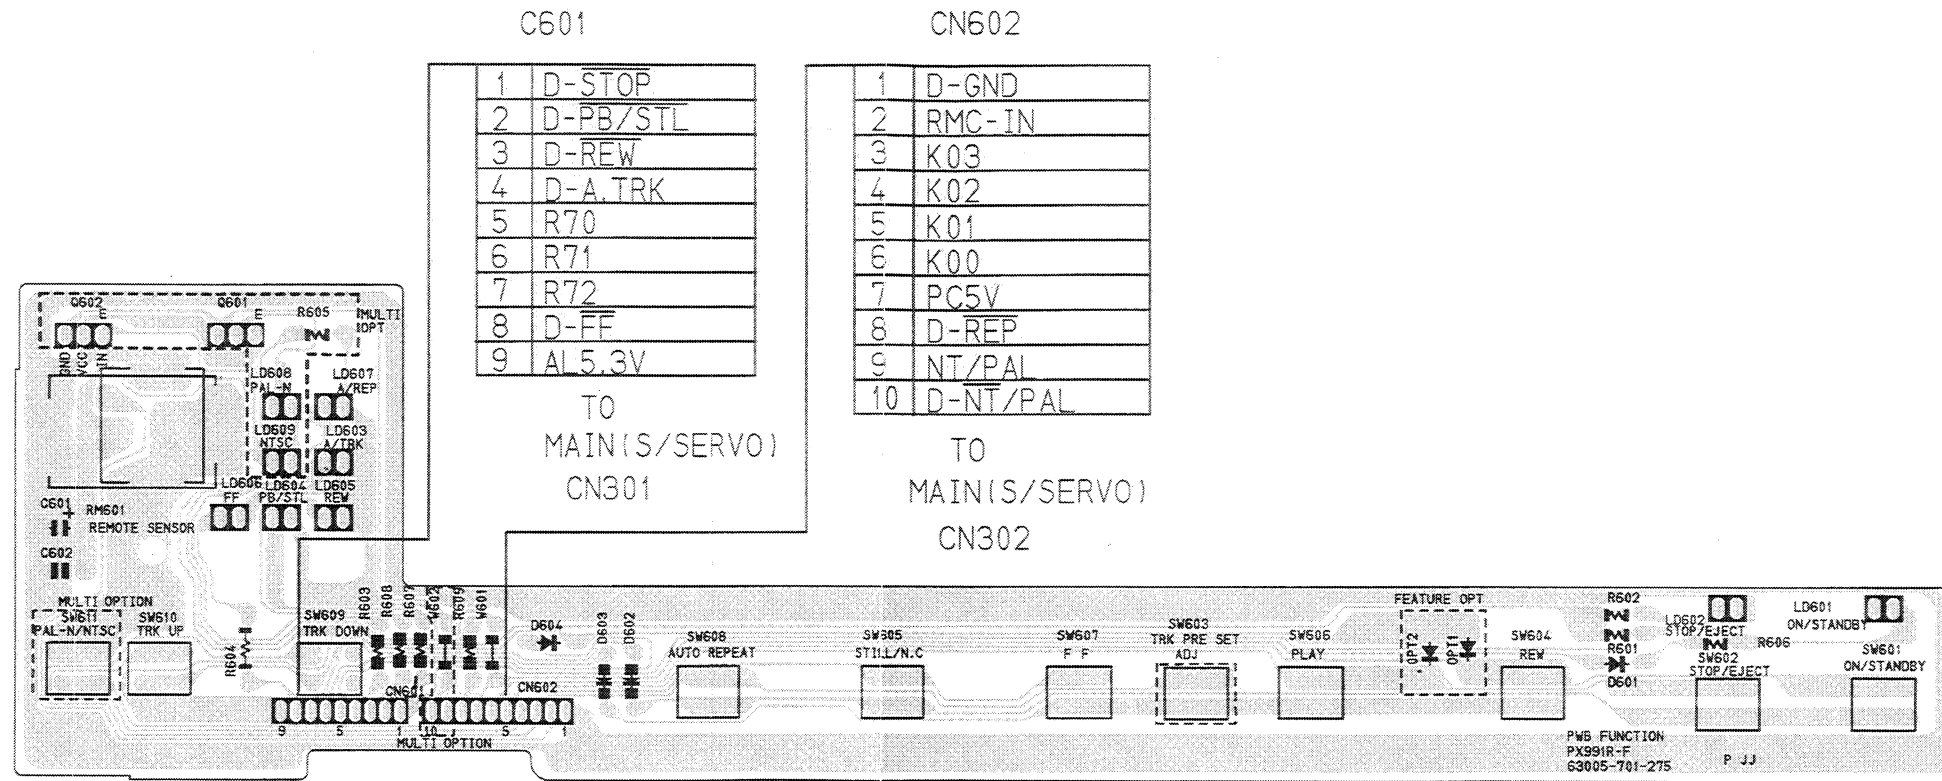 C601
CN602
1 D-STOP
2 D-PB/STL
3 D-REW
4 D-A.TRK
5 R70
6 R71
7 R72
8 D-FF
9 AL5.3V
TO
MAIN(S/SERVO)
CN301
1 D-GND
2 RMC-IN
3 K03
4 K02
5 K01
6 K00
7 PC5V
8 D-REP
9 NT/PAL
10 D-NT/PAL
TO
MAIN(S/SERVO)
CN302
Q602
E
Q601
E
R605
MULTI
OPT
GND
VCC
IN
LD608
PAL-N
LD607
A/REP
LD609
NTSC
LD603
A/TRK
LD606
FF
LD604
PB/STL
LD605
REW
C601
+
RM601
REMOTE SENSOR
C602
MULTI OPTION
SW611
PAL-N/NTSC
SW610
TRK UP
R604
SW609
TRK DOWN
R603
R608
R607
W602
R609
W601
D604
D603
D602
CN602
9 5 1 10 5 1
MULTI OPTION
SW608
AUTO REPEAT
SW605
STILL/N.C
SW607
F F
SW603
TRK PRE SET
ADJ
SW606
PLAY
FEATURE OPT
OPT2
OPT1
SW604
REW
R602
R601
D601
LD602
STOP/EJECT
R606
SW602
STOP/EJECT
LD601
ON/STANDBY
SW601
ON/STANDBY
PWB FUNCTION
PX991R-F
63005-701-275
P JJ